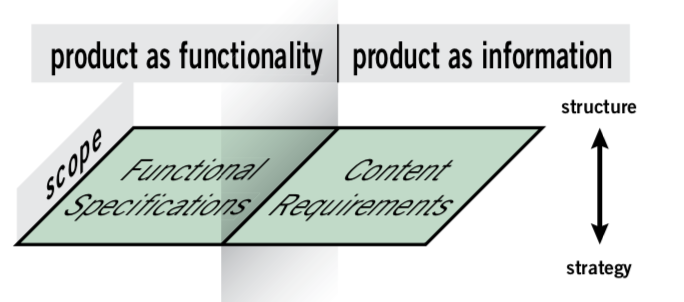 product as functionality
product as information
structure
scope
Functional
Specifications
Content
Requirements
strategy